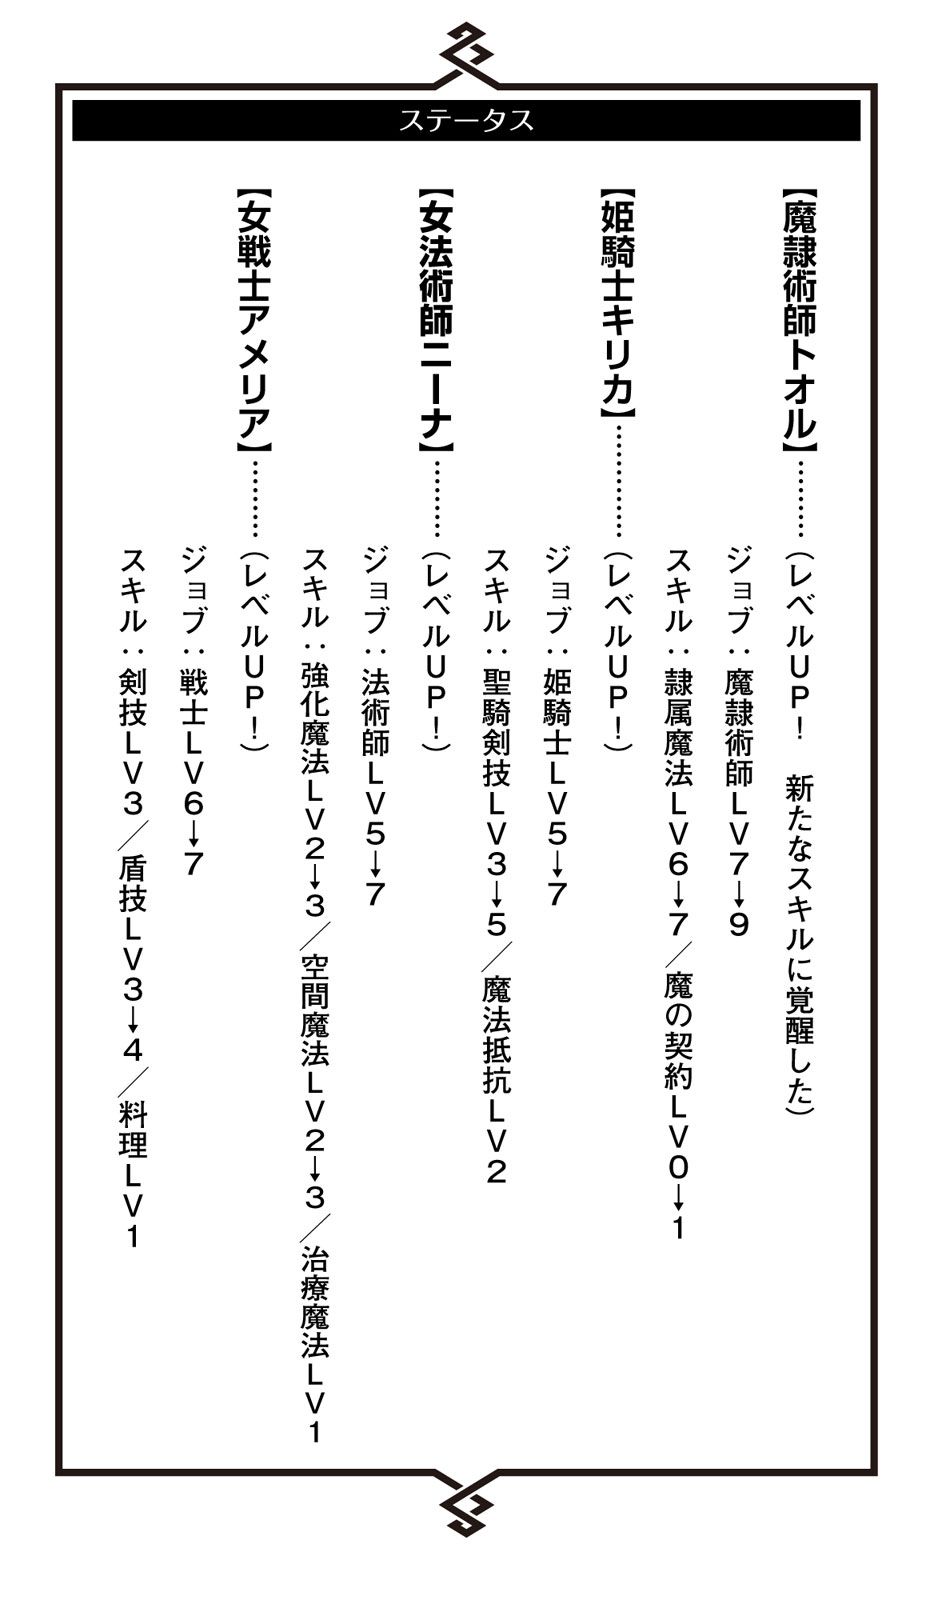 ステータス
【魔隷術師トオル】………（レベルＵＰ！　新たなスキルに覚醒した）
ジョブ：魔隷術師ＬＶ７→９
スキル：隷属魔法ＬＶ６→７／魔の契約ＬＶ０→１
【姫騎士キリカ】…………（レベルＵＰ！）
ジョブ：姫騎士ＬＶ５→７
スキル：聖騎剣技ＬＶ３→５／魔法抵抗ＬＶ２
【女法術師ニーナ】………（レベルＵＰ！）
ジョブ：法術師ＬＶ５→７
スキル：強化魔法ＬＶ２→３／空間魔法ＬＶ２→３／治療魔法ＬＶ１
【女戦士アメリア】………（レベルＵＰ！）
ジョブ：戦士ＬＶ６→７
スキル：剣技ＬＶ３／盾技ＬＶ３→４／料理ＬＶ１